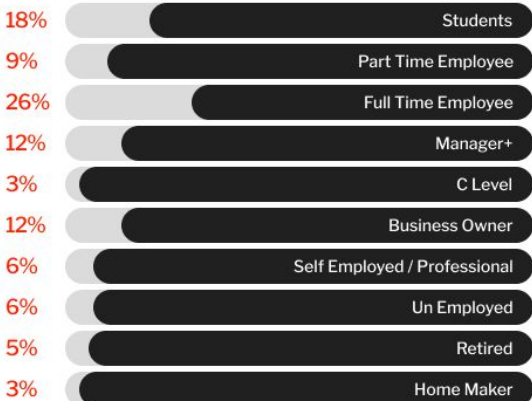 18% Students
9% Part Time Employee
26% Full Time Employee
12% Manager+
3% C Level
12% Business Owner
6% Self Employed / Professional
6% Un Employed
5% Retired
3% Home Maker